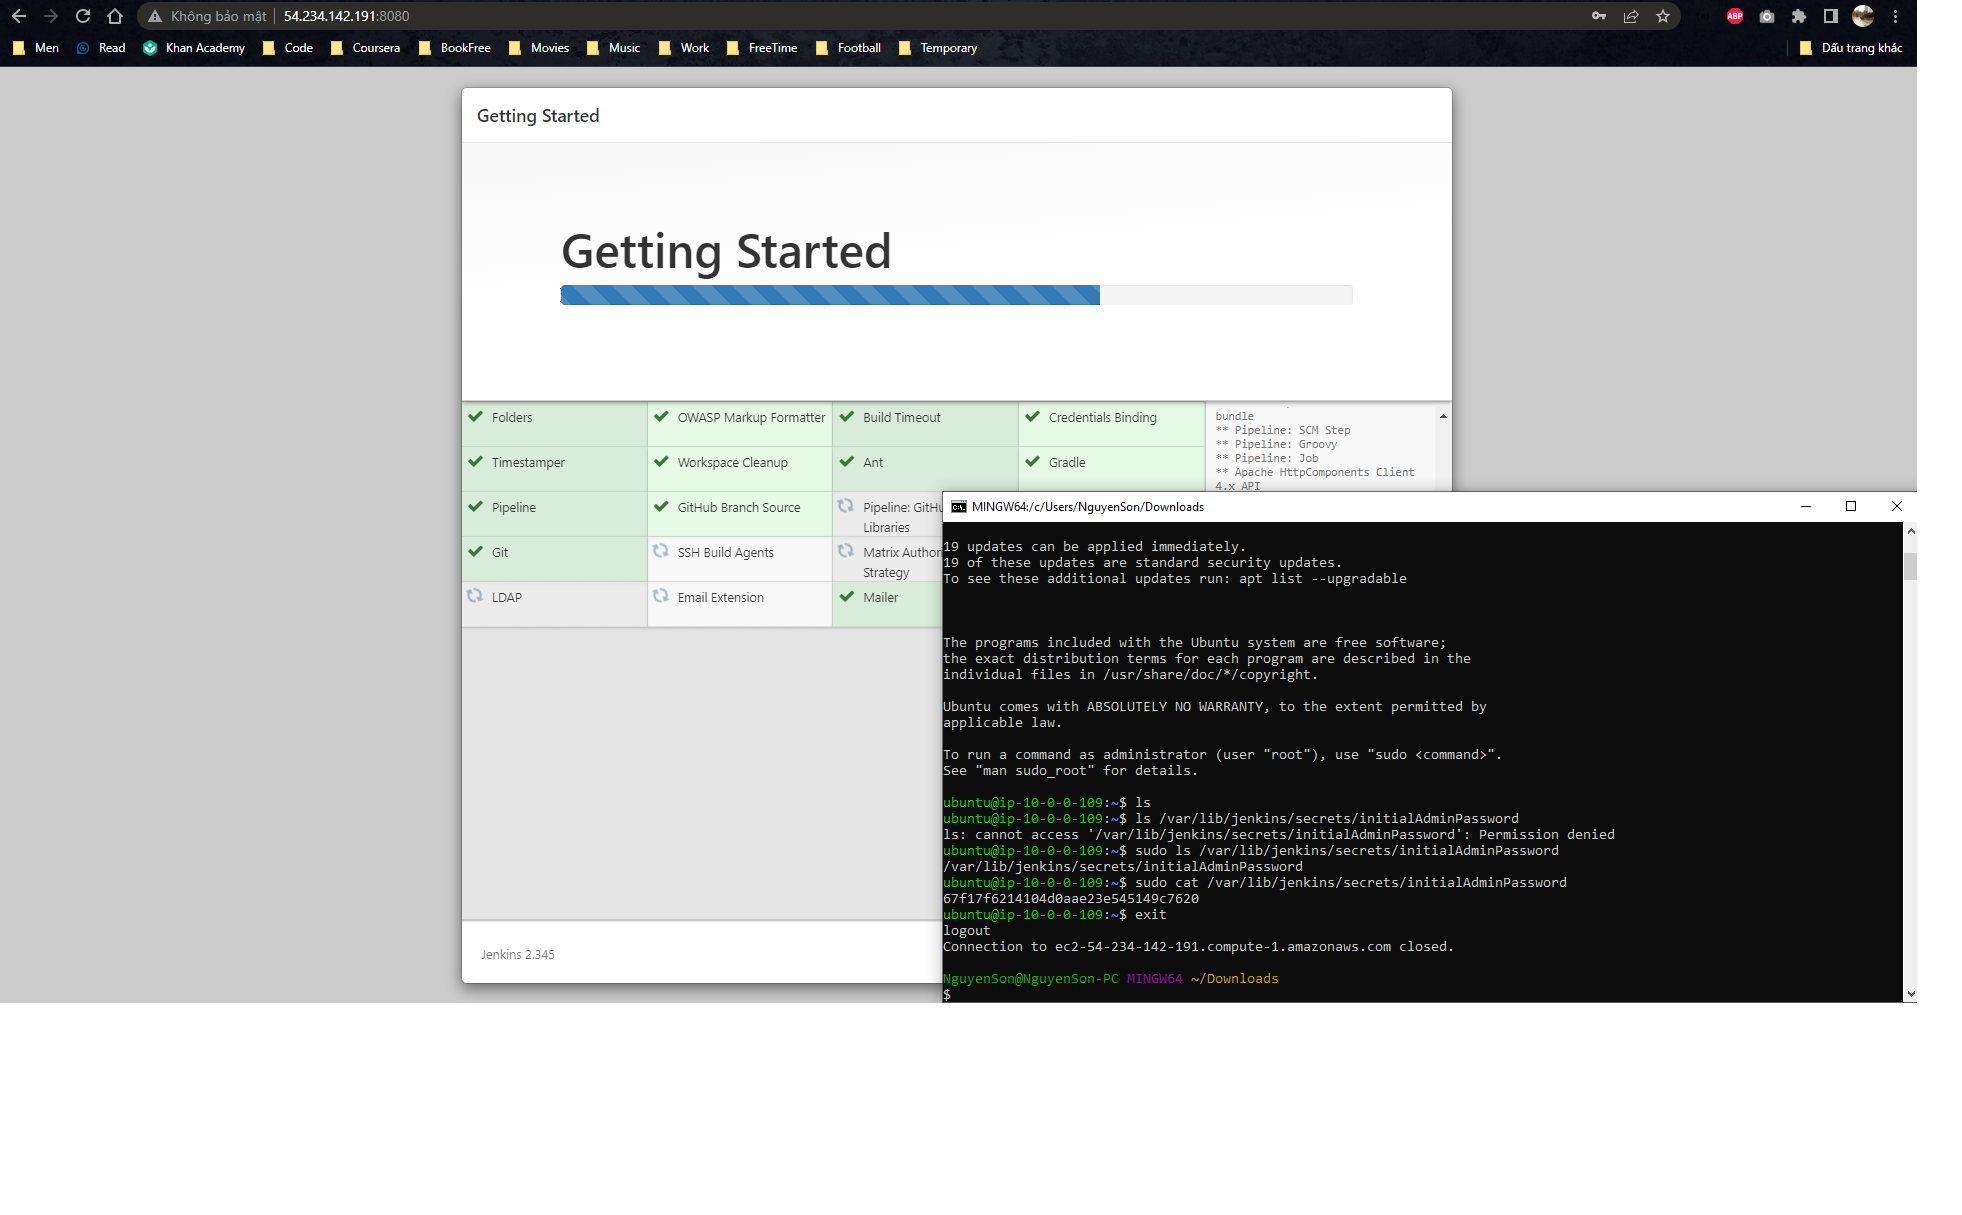 Không bảo mật 54.234.142.191:8080
ABP
Men Read Khan Academy Code Coursera BookFree Movies Music Work FreeTime Football Temporary Dấu trang khác
Getting Started
Getting Started
Folders OWASP Markup Formatter Build Timeout Credentials Binding
Timestamper Workspace Cleanup Ant Gradle
Pipeline GitHub Branch Source Pipeline: GitHu
Libraries
Git SSH Build Agents Matrix Author
Strategy
LDAP Email Extension Mailer
bundle
** Pipeline: SCM Step
** Pipeline: Groovy
** Pipeline: Job
** Apache HttpComponents Client
4.x API
Jenkins 2.345
MINGW64:/c/Users/NguyenSon/Downloads
19 updates can be applied immediately.
19 of these updates are standard security updates.
To see these additional updates run: apt list --upgradable
The programs included with the Ubuntu system are free software;
the exact distribution terms for each program are described in the
individual files in /usr/share/doc/*/copyright.
Ubuntu comes with ABSOLUTELY NO WARRANTY, to the extent permitted by
applicable law.
To run a command as administrator (user "root"), use "sudo <command>".
See "man sudo_root" for details.
ubuntu@ip-10-0-0-109:~$ ls
ubuntu@ip-10-0-0-109:~$ ls /var/lib/jenkins/secrets/initialAdminPassword
ls: cannot access '/var/lib/jenkins/secrets/initialAdminPassword': Permission denied
ubuntu@ip-10-0-0-109:~$ sudo ls /var/lib/jenkins/secrets/initialAdminPassword
/var/lib/jenkins/secrets/initialAdminPassword
ubuntu@ip-10-0-0-109:~$ sudo cat /var/lib/jenkins/secrets/initialAdminPassword
67f17f6214104d0aae23e545149c7620
ubuntu@ip-10-0-0-109:~$ exit
logout
Connection to ec2-54-234-142-191.compute-1.amazonaws.com closed.
NguyenSon@NguyenSon-PC MINGW64 ~/Downloads
$